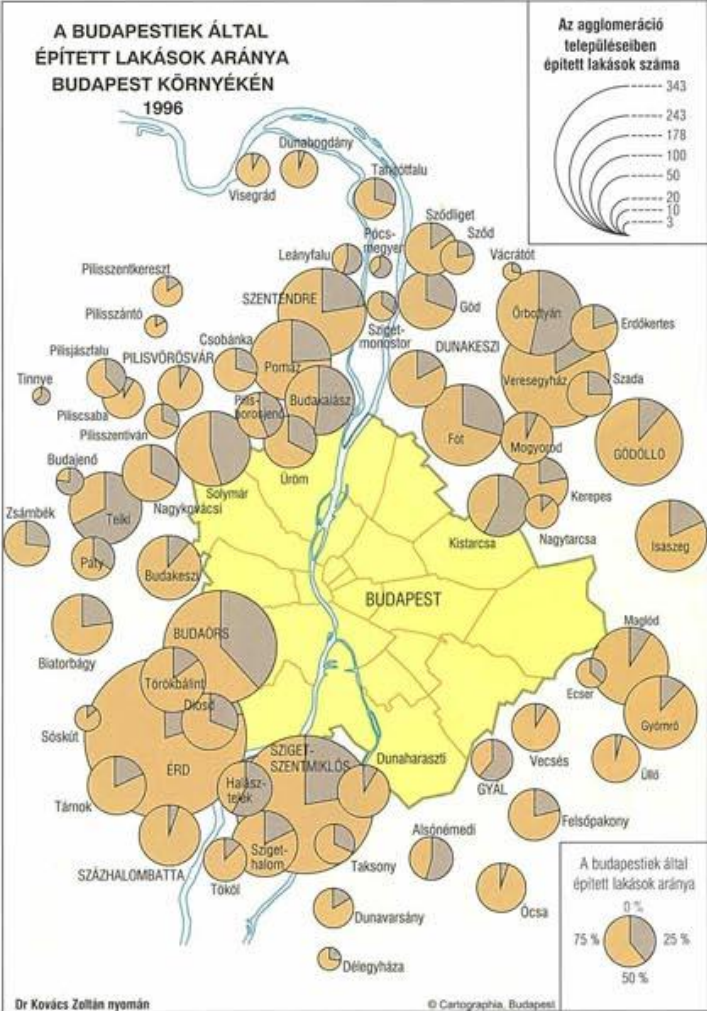 A BUDAPESTIEK ÁLTAL
ÉPÍTETT LAKÁSOK ARÁNYA
BUDAPEST KÖRNYÉKÉN
1996
Az agglomeráció
településeiben
épített lakások száma
343
243
178
100
50
20
10
3
Dunabogdány
Visegrád
Tahitótfalu
Sződliget
Sződ
Pócs-
megyer
Leányfalu
Vácrátót
Pilisszentkereszt
SZENTENDRE
Göd
Őrbottyán
Erdőkertes
Pilisszántó
Sziget-
monostor
Csobánka
DUNAKESZI
Pilisjászfalu
PILISVÖRÖSVÁR
Pomáz
Veresegyház
Szada
Tinnye
Piliscsaba
Pilis-
borosjenő
Budakalász
Pilisszentiván
Fót
Mogyoród
GÖDÖLLŐ
Budajenő
Solymár
Üröm
Nagykovácsi
Kerepes
Zsámbék
Telki
Nagytarcsa
Kistarcsa
Isaszeg
Páty
Budakeszi
BUDAPEST
Biatorbágy
BUDAÖRS
Maglód
Törökbálint
Ecser
Diósd
Sóskút
Gyömrő
ÉRD
SZIGET-
SZENTMIKLÓS
Dunaharaszti
Vecsés
Üllő
GYÁL
Tárnok
Halász-
telek
Felsőpakony
Alsónémedi
Sziget-
halom
Taksony
SZÁZHALOMBATTA
Tököl
Ócsa
Dunavarsány
Délegyháza
A budapestiek által
épített lakások aránya
0 %
75 %
25 %
50 %
Dr Kovács Zoltán nyomán
© Cartographia, Budapest